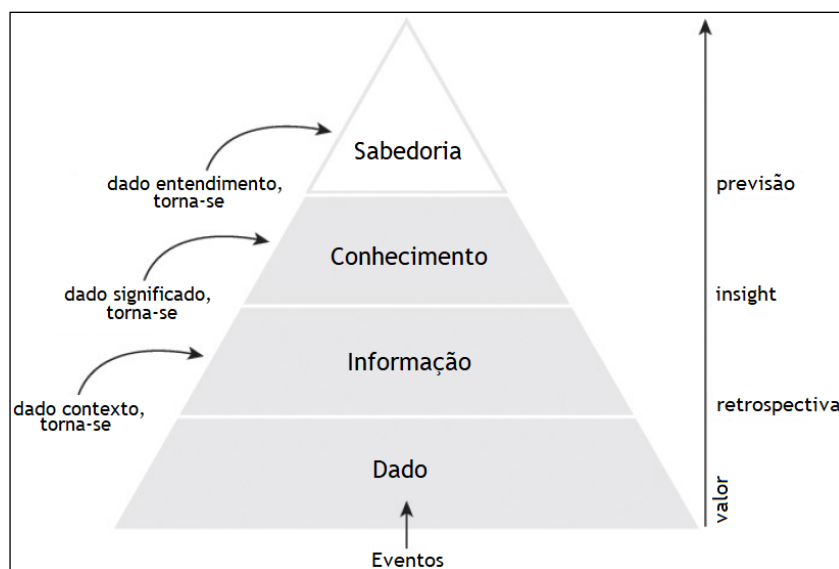 Sabedoria
dado entendimento,
torna-se
previsão
Conhecimento
dado significado,
torna-se
insight
Informação
dado contexto,
torna-se
retrospectiva
Dado
valor
Eventos